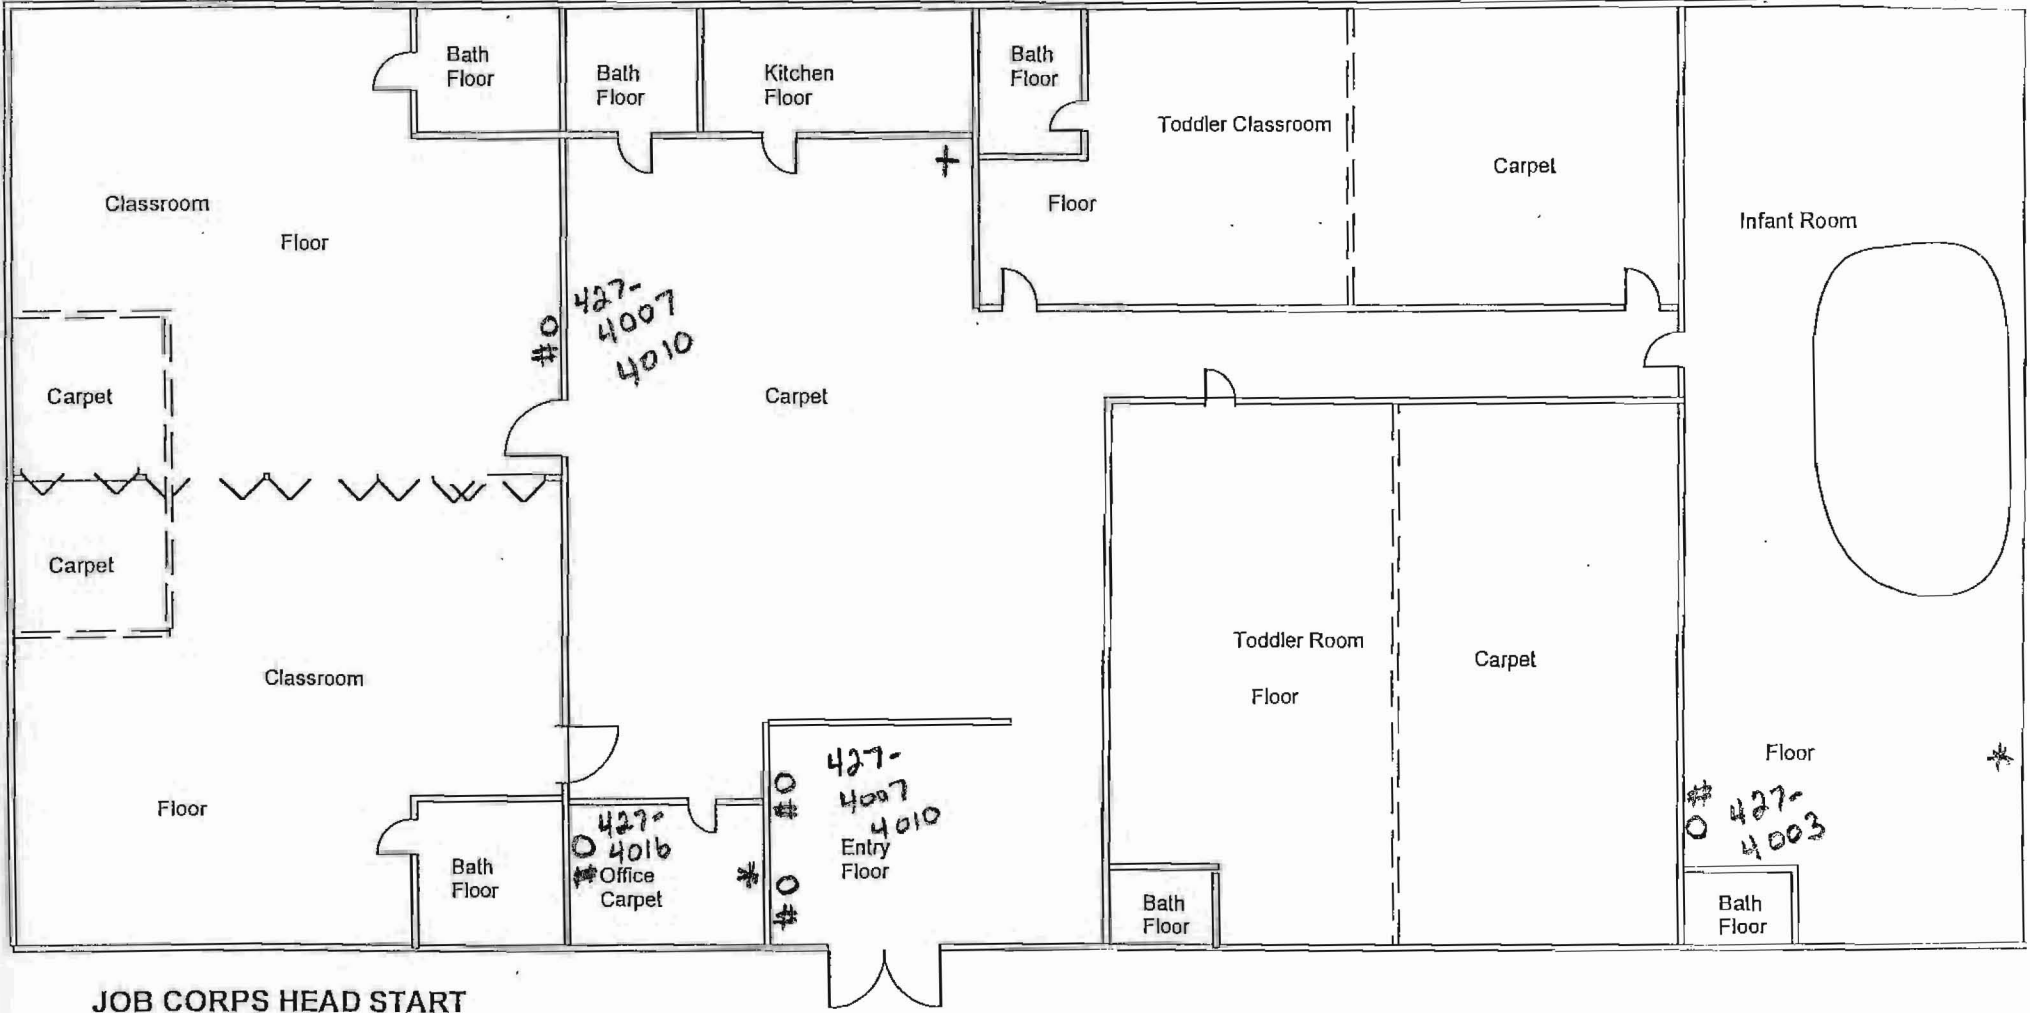 Bath
Floor
Bath
Floor
Kitchen
Floor
Bath
Floor
Toddler Classroom
Carpet
+
Classroom
Floor
Floor
Infant Room
427-
4007
4010
O
#
Carpet
Carpet
Carpet
Toddler Room
Floor
Carpet
Classroom
Floor
Floor
*
O
#
427-
4007
4010
Entry
Floor
#
O
427-
4003
427-
4016
O
#
Office
Carpet
*
O
#
Bath
Floor
Bath
Floor
Bath
Floor
JOB CORPS HEAD START